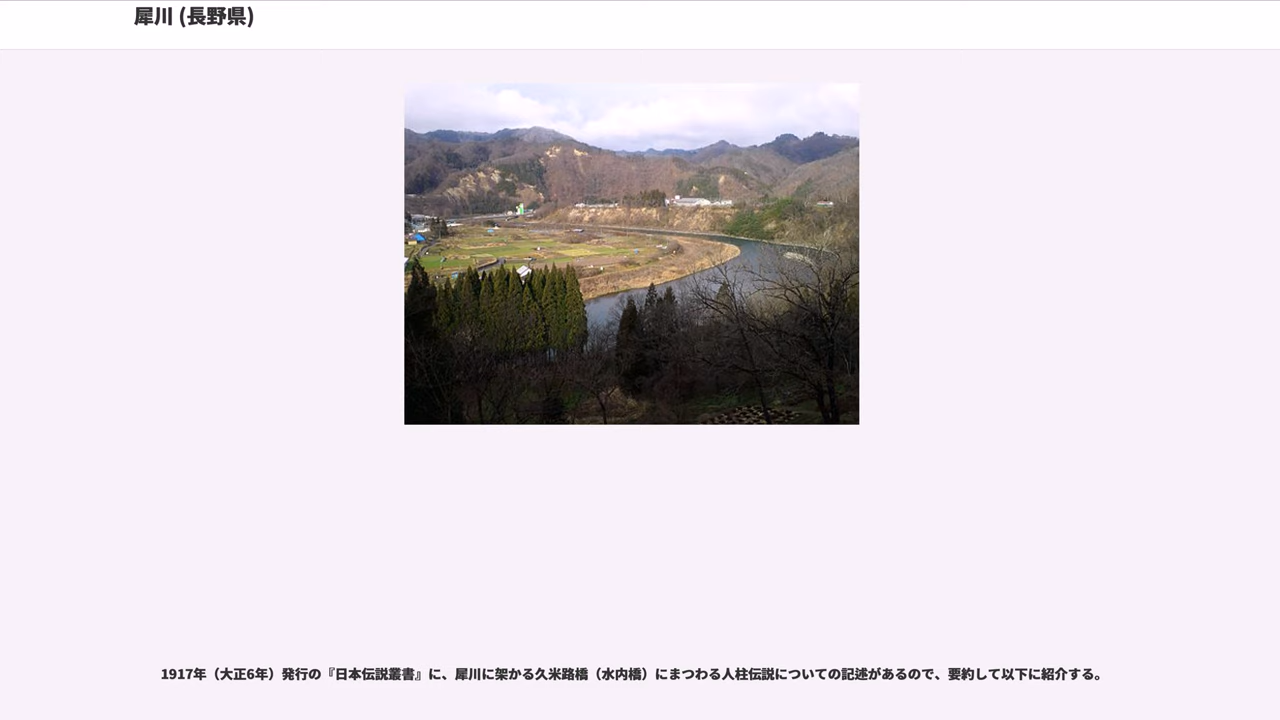 犀川 (長野県)
1917年（大正6年）発行の『日本伝説叢書』に、犀川に架かる久米路橋（水内橋）にまつわる人柱伝説についての記述があるので、要約して以下に紹介する。